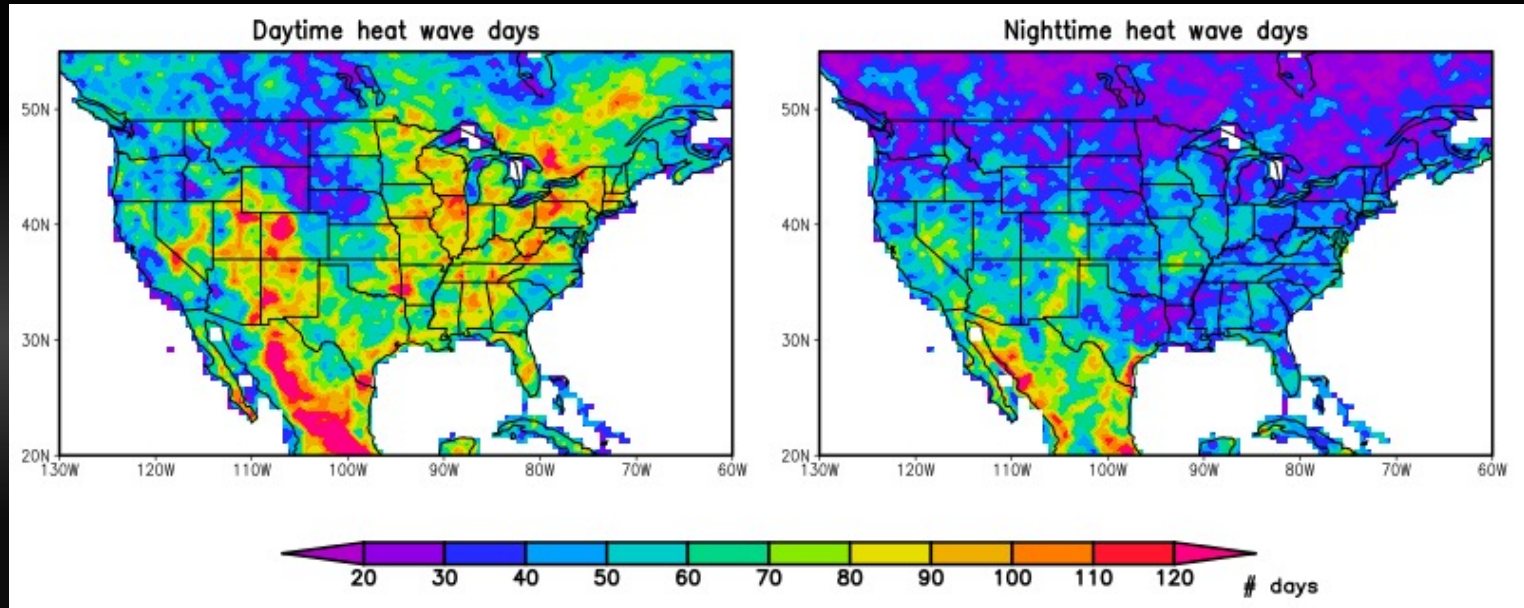 Daytime heat wave days
Nighttime heat wave days
50N
40N
30N
20N
130W 120W 110W 100W 90W 80W 70W 60W
50N
40N
30N
20N
130W 120W 110W 100W 90W 80W 70W 60W
20 30 40 50 60 70 80 90 100 110 120
# days